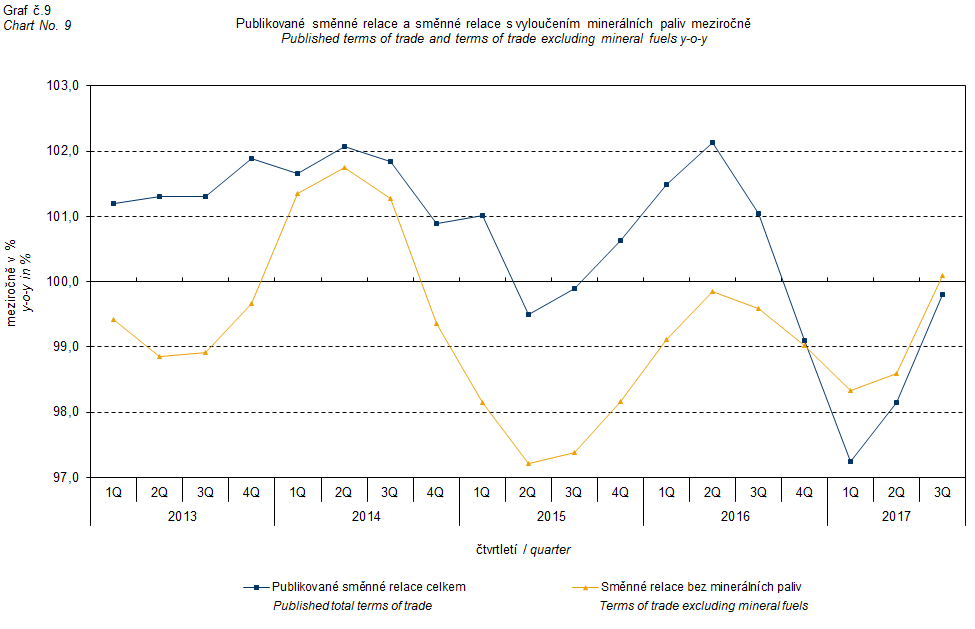 Graf č.9
Chart No. 9
Publikované směnné relace a směnné relace s vyloučením minerálních paliv meziročně
Published terms of trade and terms of trade excluding mineral fuels y-o-y
103,0
102,0
101,0
100,0
99,0
98,0
97,0
meziročně v %
y-o-y in %
1Q 2Q 3Q 4Q 1Q 2Q 3Q 4Q 1Q 2Q 3Q 4Q 1Q 2Q 3Q 4Q 1Q 2Q 3Q
2013 2014 2015 2016 2017
čtvrtletí / quarter
Publikované směnné relace celkem Směnné relace bez minerálních paliv
Published total terms of trade Terms of trade excluding mineral fuels